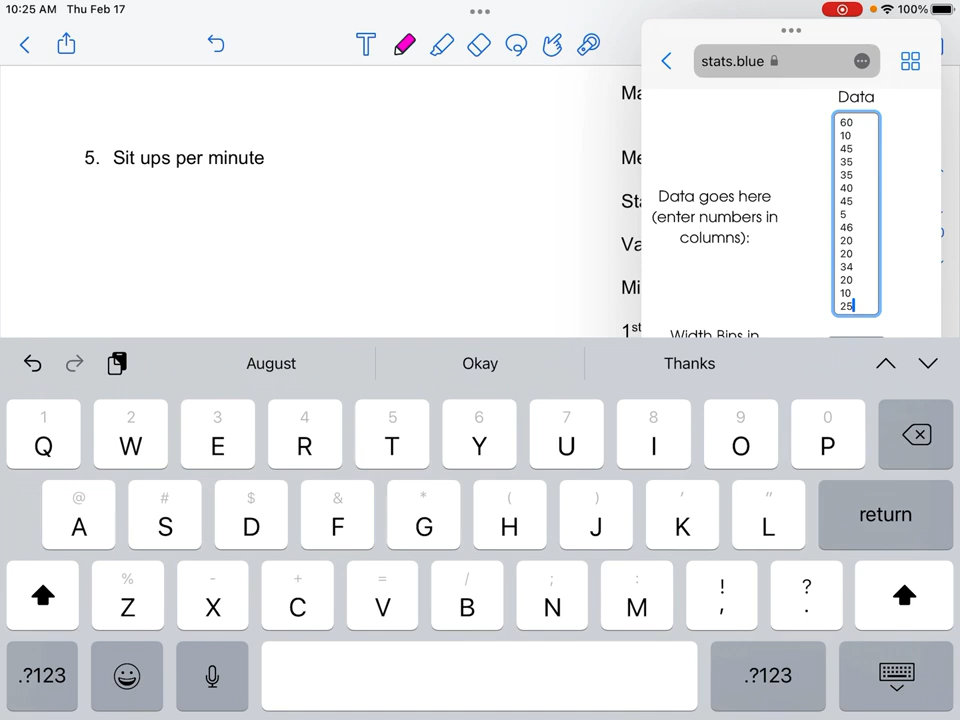 10:25 AM Thu Feb 17
100%
stats.blue
Data
60
10
45
35
35
40
45
5
46
20
20
34
20
10
25
Data goes here
(enter numbers in
columns):
Width Bins in
5. Sit ups per minute
Ma
Me
Sta
Va
Mi
1st
August Okay Thanks
1 2 3 4 5 6 7 8 9 0
Q W E R T Y U I O P
@ # $ & * ( ) ' "
A S D F G H J K L return
% - + = / ; : ! ?
Z X C V B N M , .
.?123 .?123